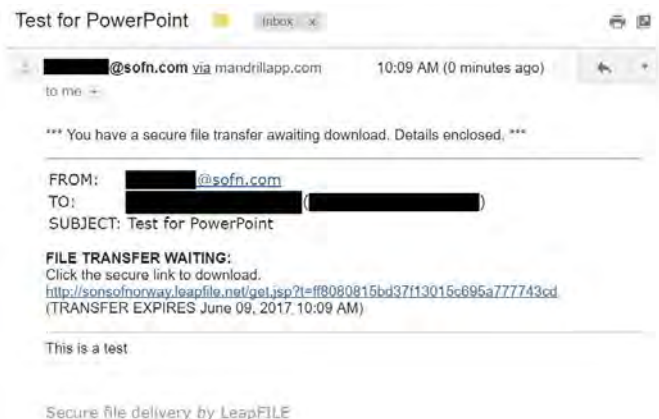 Test for PowerPoint Inbox x
@sofn.com via mandrillapp.com 10:09 AM (0 minutes ago)
to me
*** You have a secure file transfer awaiting download. Details enclosed. ***
FROM: @sofn.com
TO: ( )
SUBJECT: Test for PowerPoint
FILE TRANSFER WAITING:
Click the secure link to download.
http://sonsofnorway.leapfile.net/get.jsp?t=ff8080815bd37f13015c695a777743cd
(TRANSFER EXPIRES June 09, 2017 10:09 AM)
This is a test
Secure file delivery by LeapFILE